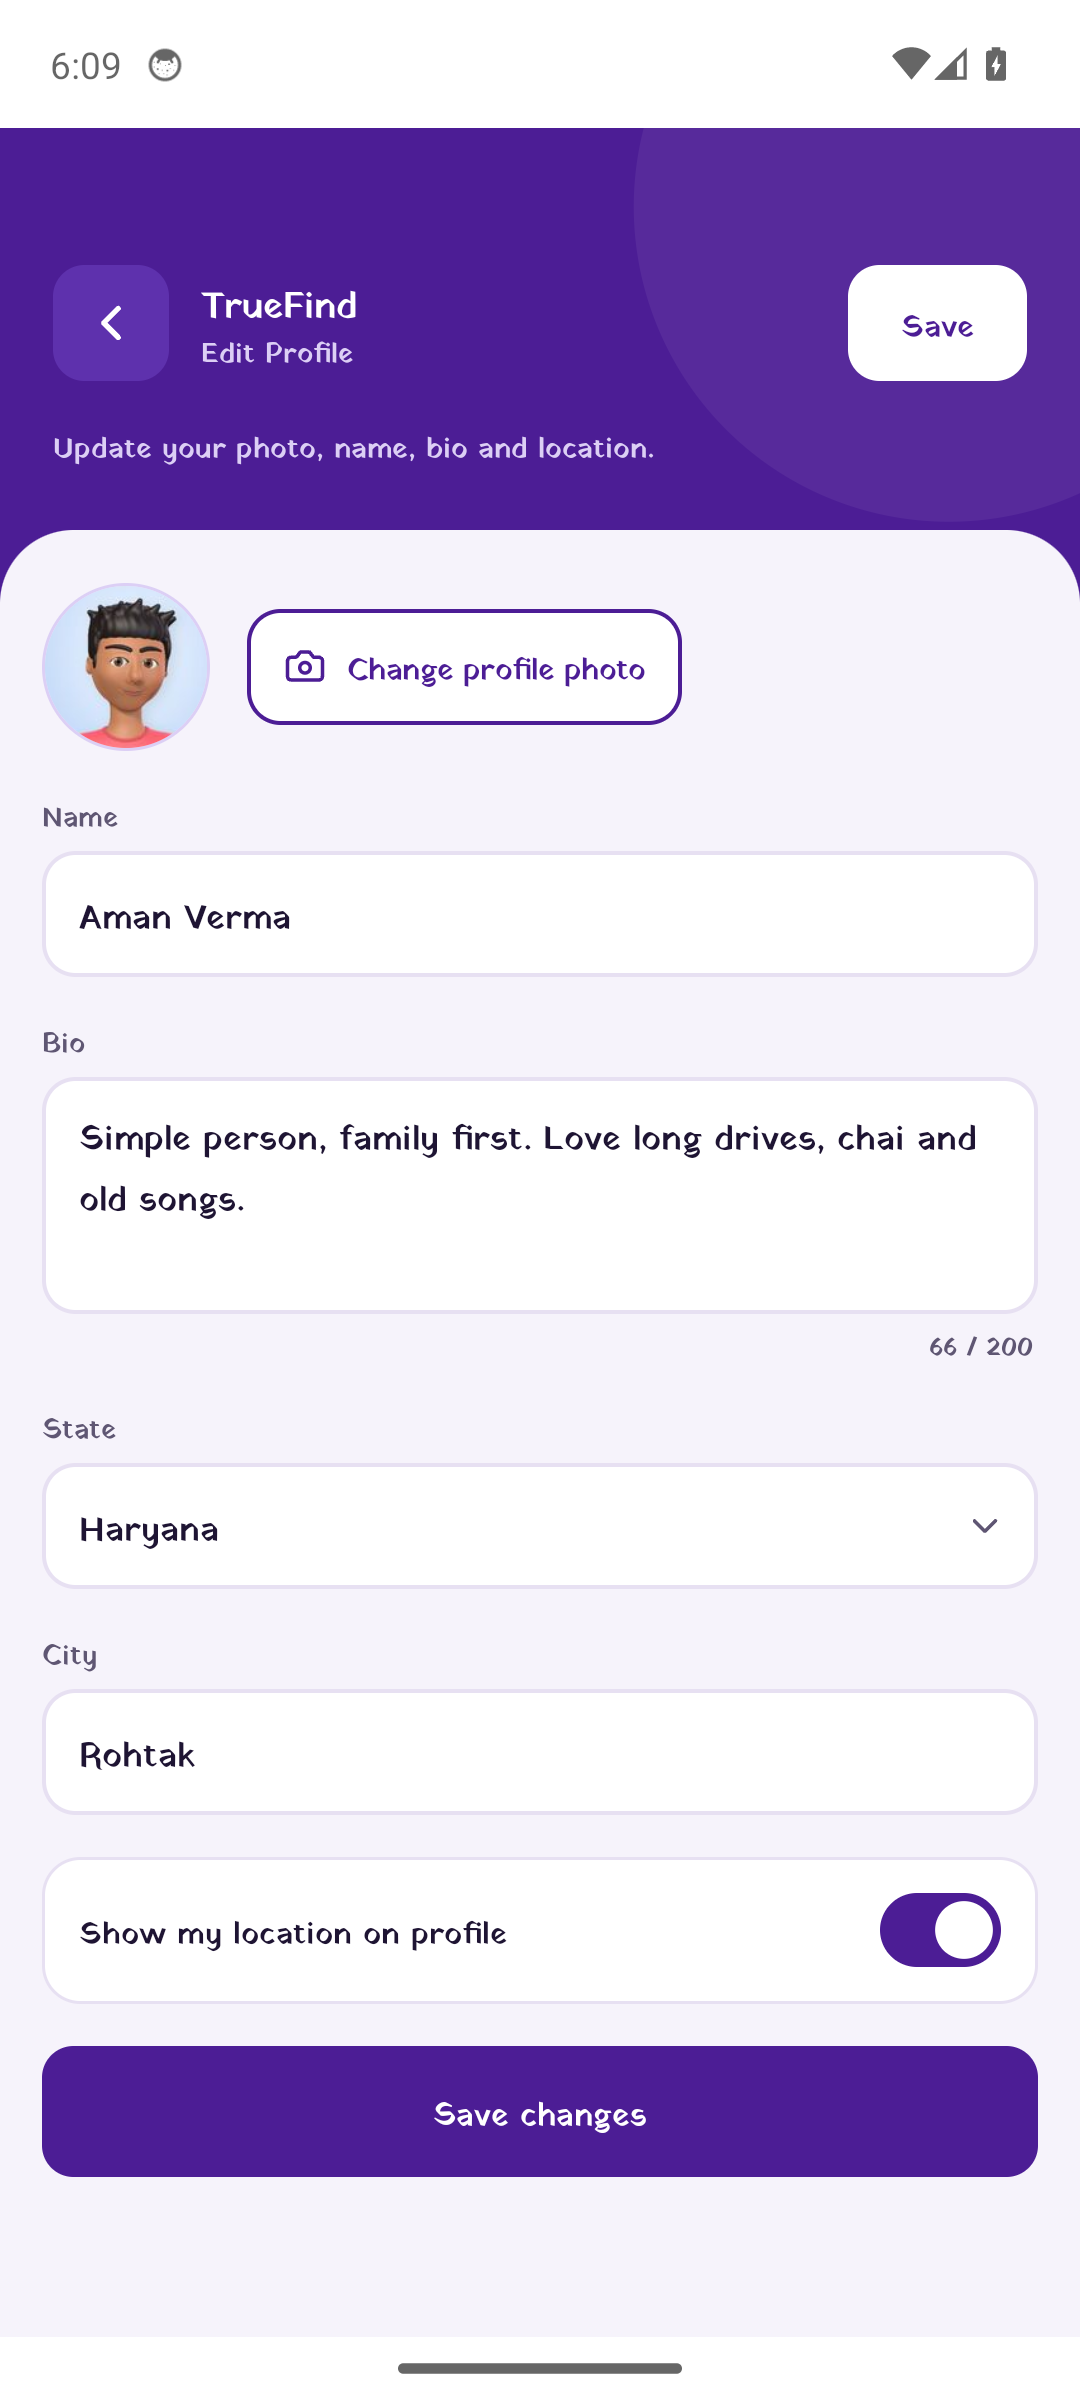 6:09
TrueFind
Edit Profile
Save
Update your photo, name, bio and location.
Change profile photo
Name
Aman Verma
Bio
Simple person, family first. Love long drives, chai and
old songs.
66 / 200
State
Haryana
City
Rohtak
Show my location on profile
Save changes